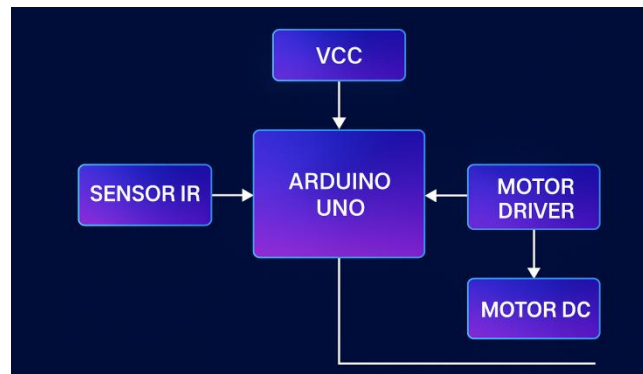 VCC
SENSOR IR
ARDUINO
UNO
MOTOR
DRIVER
MOTOR DC